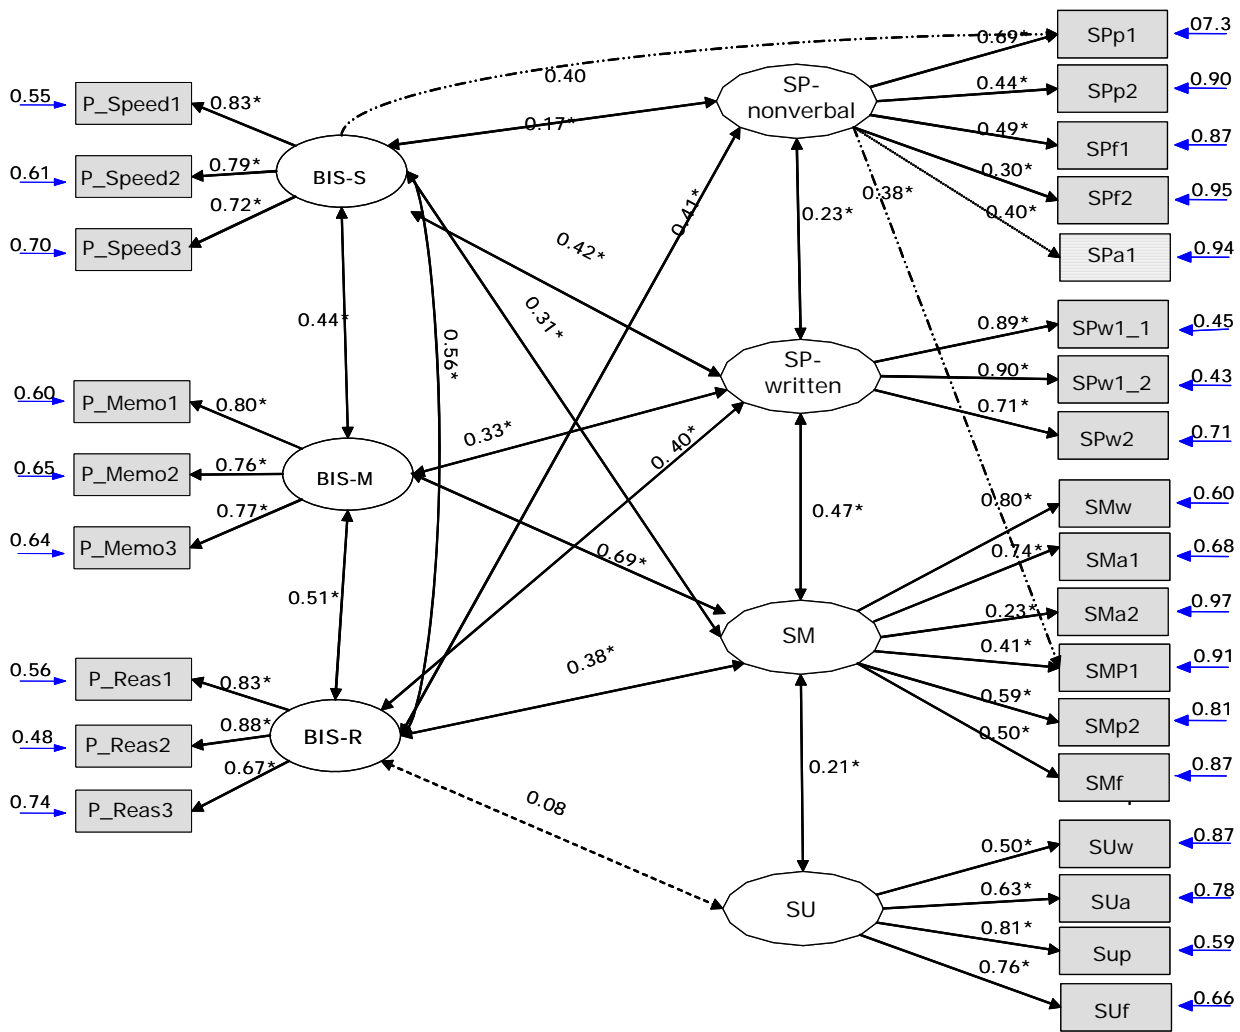 0.55
P_Speed1
0.83*
0.61
P_Speed2
0.79*
0.70
P_Speed3
0.72*
BIS-S
0.40
0.17*
0.44*
0.56*
0.42*
0.31*
0.41*
0.60
P_Memo1
0.80*
0.65
P_Memo2
0.76*
0.64
P_Memo3
0.77*
BIS-M
0.33*
0.40*
0.69*
0.51*
0.56
P_Reas1
0.83*
0.48
P_Reas2
0.88*
0.74
P_Reas3
0.67*
BIS-R
0.38*
0.08
SP-
nonverbal
0.23*
SP-
written
0.47*
SM
0.21*
SU
0.69*
SPp1
07.3
0.44*
SPp2
0.90
0.49*
SPf1
0.87
0.30*
SPf2
0.95
0.38*
0.40*
SPa1
0.94
0.89*
SPw1_1
0.45
0.90*
SPw1_2
0.43
0.71*
SPw2
0.71
0.80*
SMw
0.60
0.74*
SMa1
0.68
0.23*
SMa2
0.97
0.41*
SMP1
0.91
0.59*
SMp2
0.81
0.50*
SMf
0.87
0.50*
SUw
0.87
0.63*
SUa
0.78
0.81*
Sup
0.59
0.76*
SUf
0.66